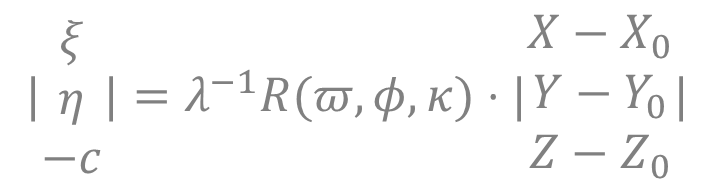 ξ X − X₀
| η | = λ⁻¹R(ϖ, ϕ, κ) · | Y − Y₀ |
−c Z − Z₀